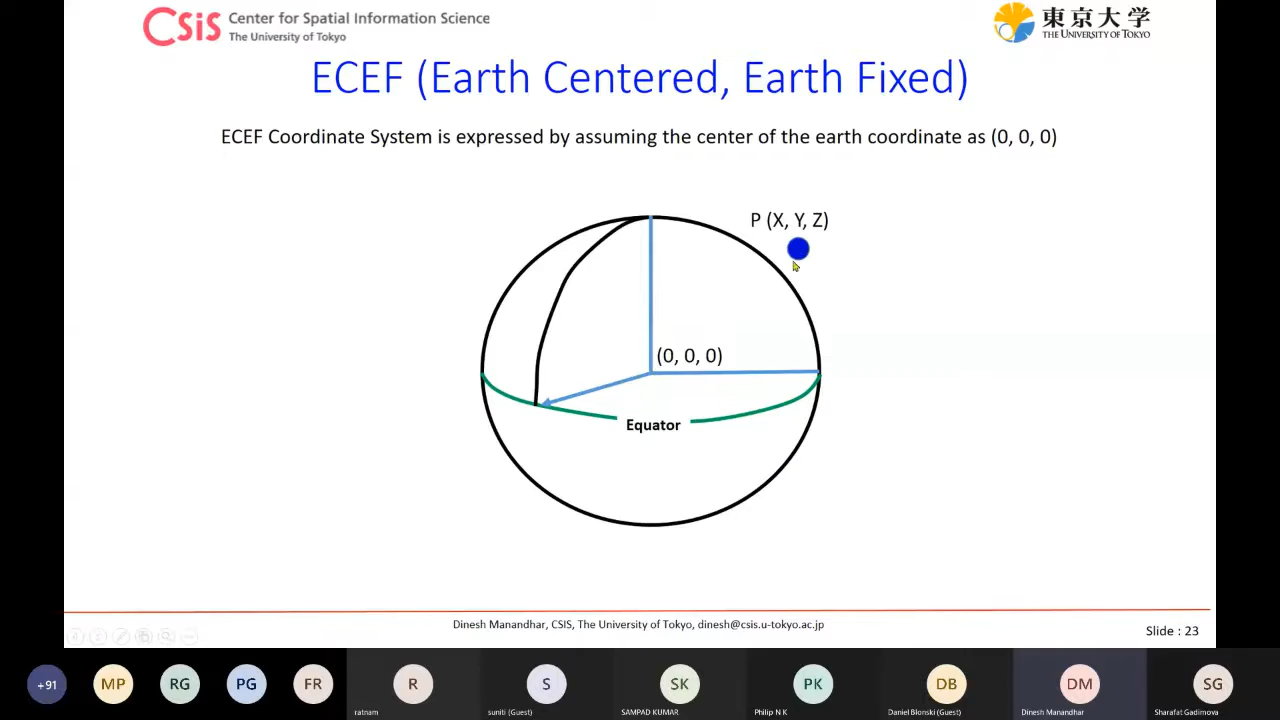 CSiS Center for Spatial Information Science
The University of Tokyo
東京大学
THE UNIVERSITY OF TOKYO
ECEF (Earth Centered, Earth Fixed)
ECEF Coordinate System is expressed by assuming the center of the earth coordinate as (0, 0, 0)
P (X, Y, Z)
(0, 0, 0)
Equator
Dinesh Manandhar, CSIS, The University of Tokyo, dinesh@csis.u-tokyo.ac.jp
Slide : 23
+91 MP RG PG FR R S SK PK DB DM SG
ratnam suniti (Guest) SAMPAD KUMAR Philip N K Daniel Blonski (Guest) Dinesh Manandhar Sharafat Gadimova